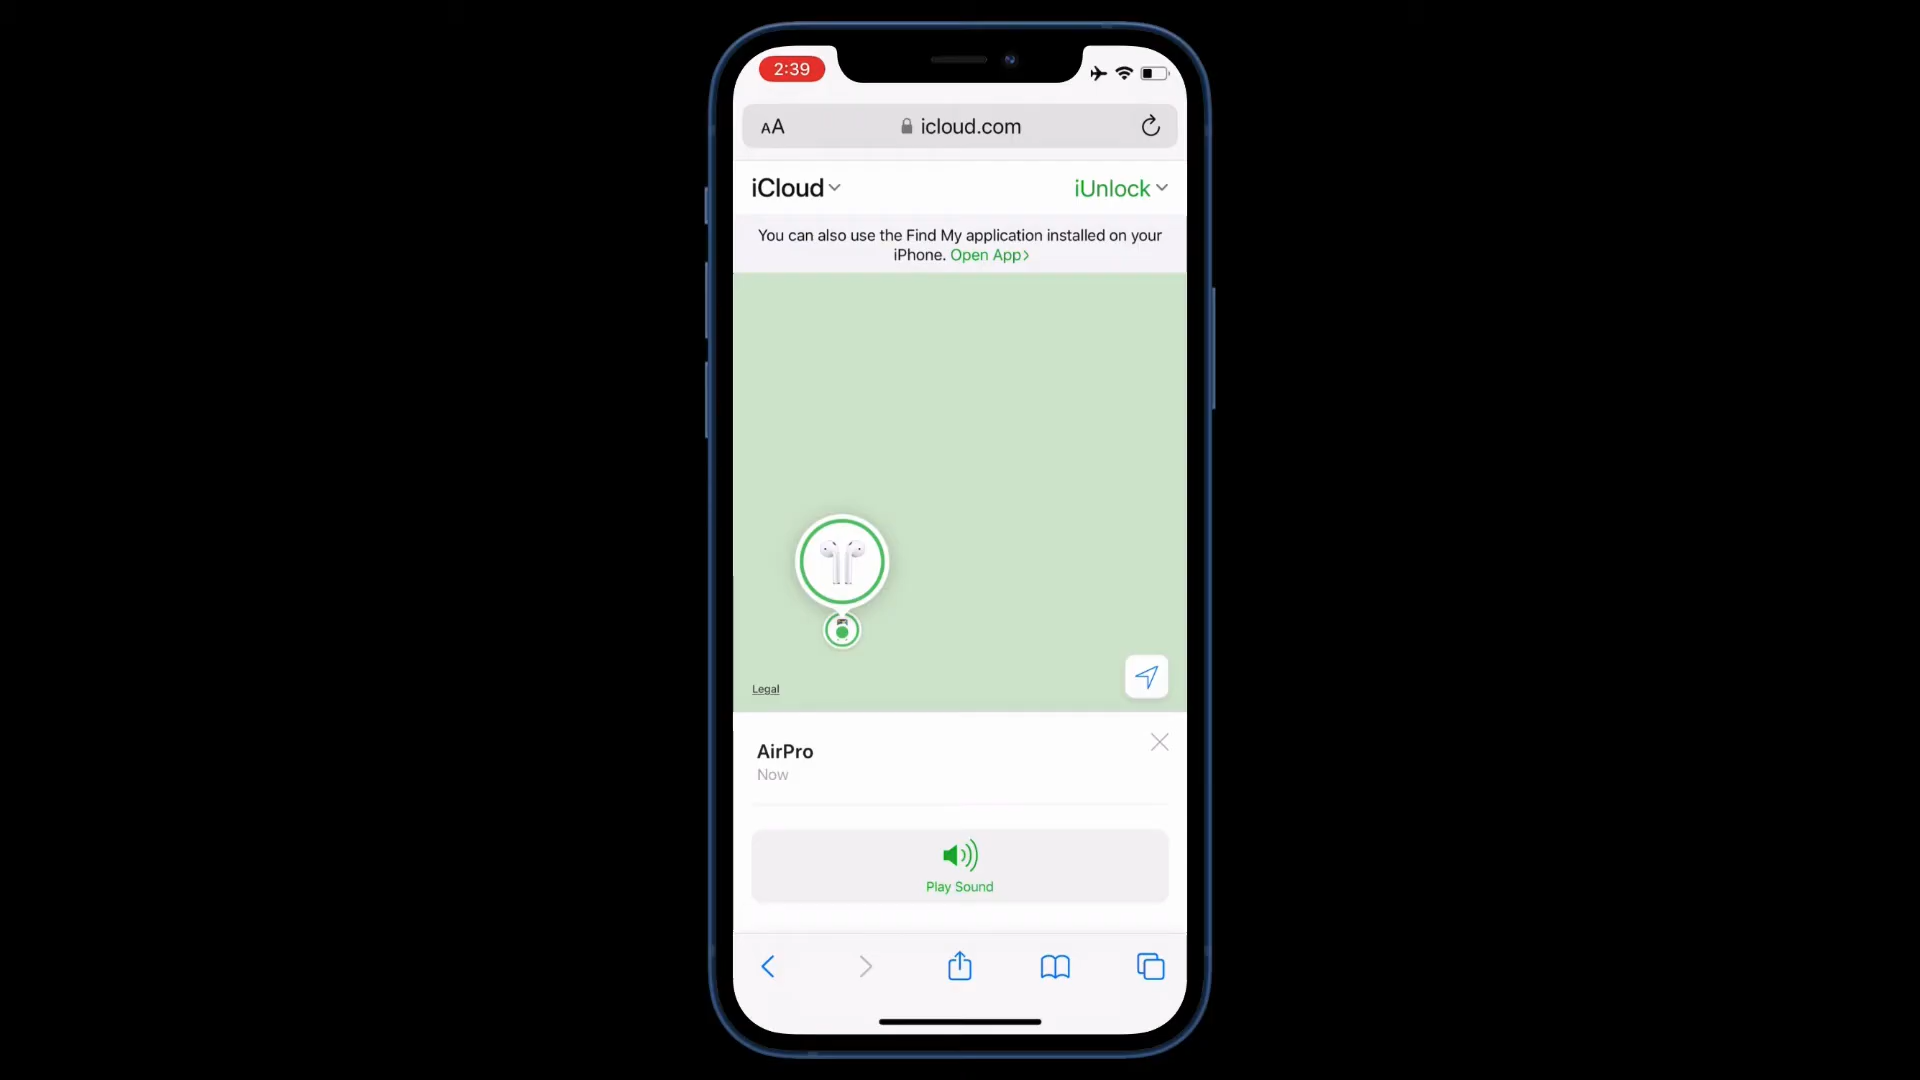 2:39
AA
icloud.com
iCloud
iUnlock
You can also use the Find My application installed on your
iPhone. Open App>
Legal
AirPro
Now
Play Sound